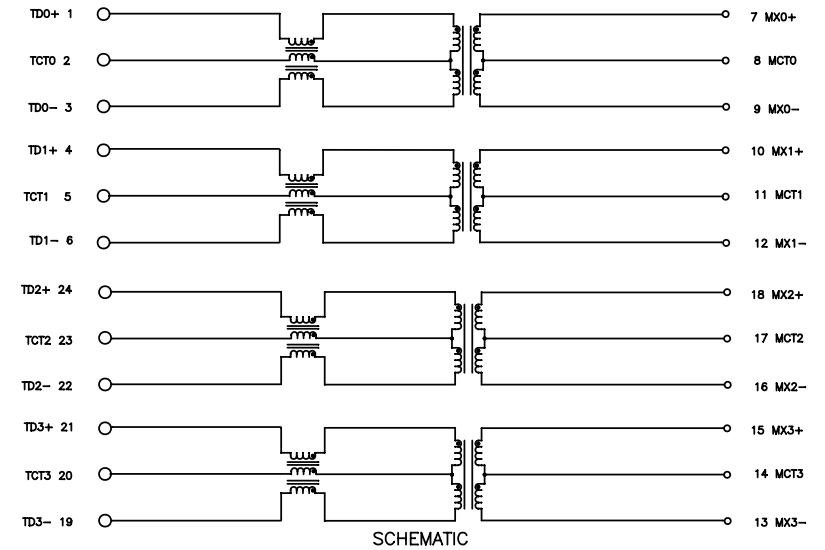 TD0+ 1 7 MX0+
TCT0 2 8 MCT0
TD0- 3 9 MX0-
TD1+ 4 10 MX1+
TCT1 5 11 MCT1
TD1- 6 12 MX1-
TD2+ 24 18 MX2+
TCT2 23 17 MCT2
TD2- 22 16 MX2-
TD3+ 21 15 MX3+
TCT3 20 14 MCT3
TD3- 19 13 MX3-
SCHEMATIC